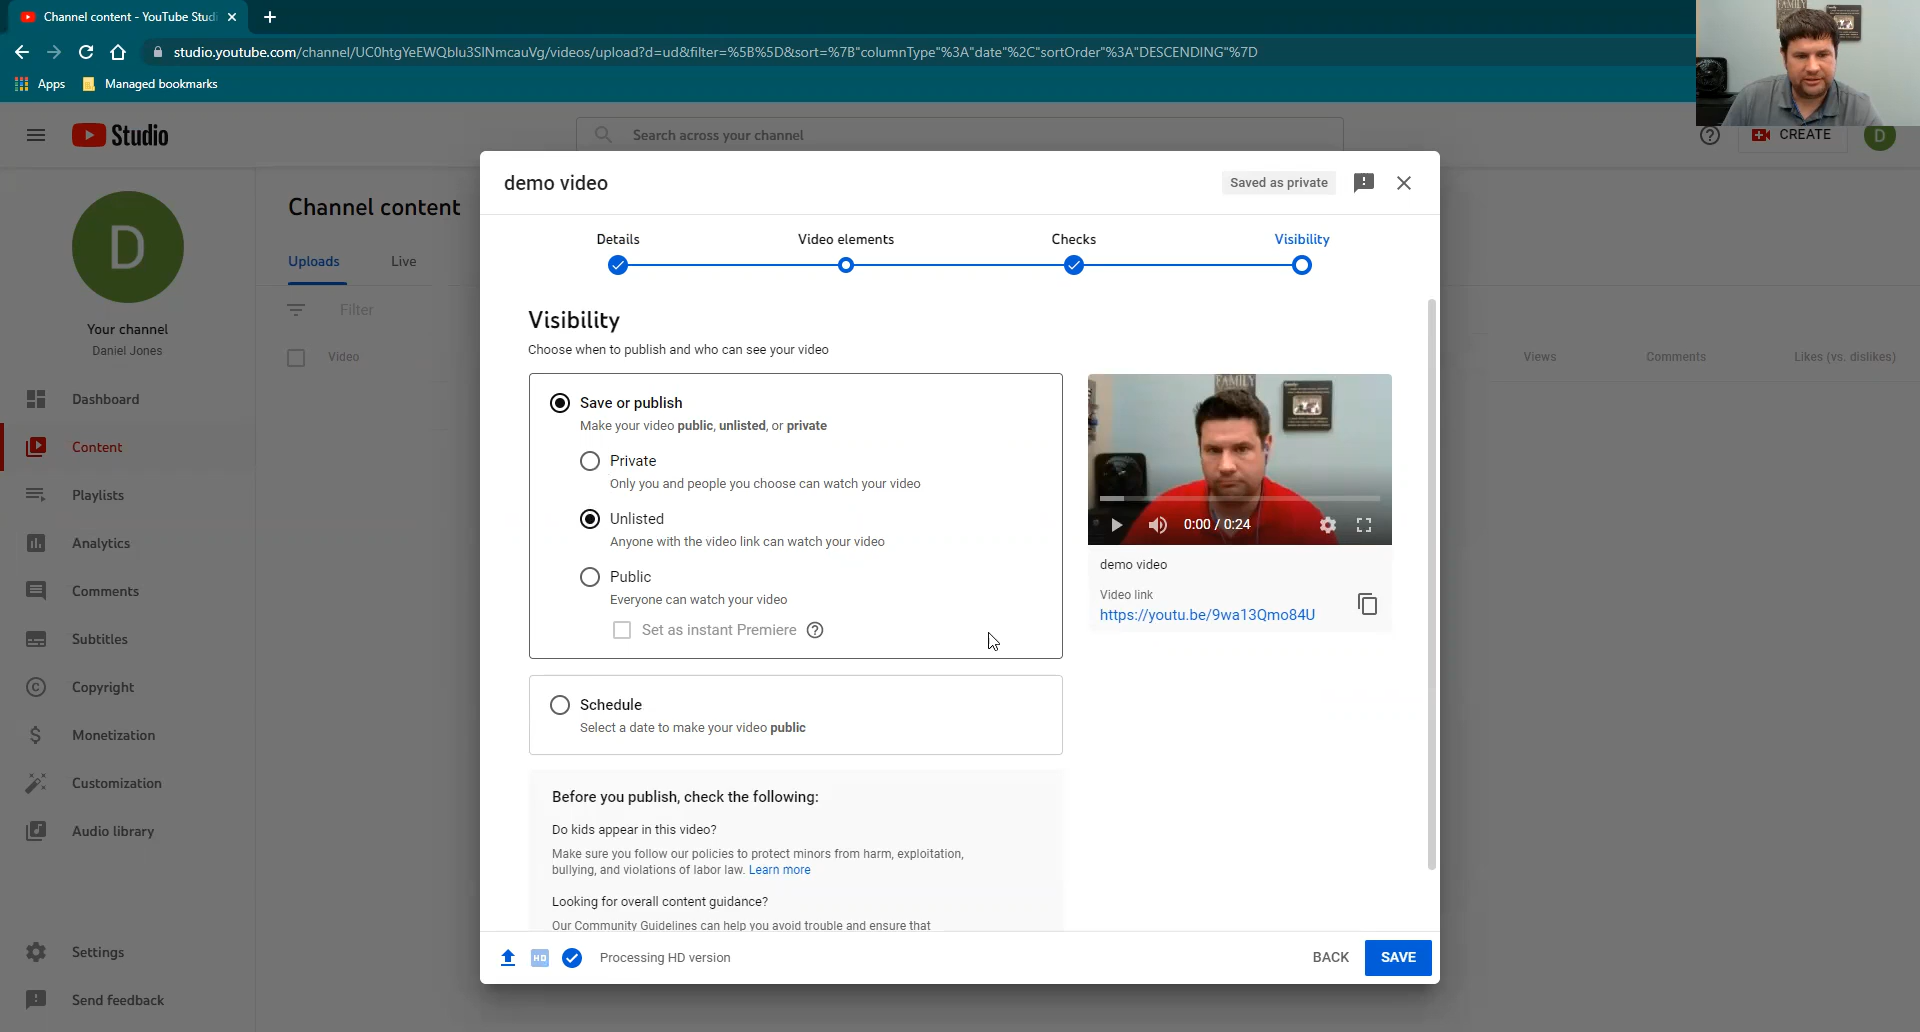 Channel content - YouTube Studi
studio.youtube.com/channel/UC0htgYeEWQblu3SlNmcauVg/videos/upload?d=ud&filter=%5B%5D&sort=%7B"columnType"%3A"date"%2C"sortOrder"%3A"DESCENDING"%7D
Apps
Managed bookmarks
FAMILY
Studio
Search across your channel
CREATE
D
D
Your channel
Daniel Jones
Dashboard
Content
Playlists
Analytics
Comments
Subtitles
Copyright
Monetization
Customization
Audio library
Settings
Send feedback
Channel content
Uploads
Live
Filter
Video
Views
Comments
Likes (vs. dislikes)
demo video
Saved as private
Details
Video elements
Checks
Visibility
Visibility
Choose when to publish and who can see your video
Save or publish
Make your video public, unlisted, or private
Private
Only you and people you choose can watch your video
Unlisted
Anyone with the video link can watch your video
Public
Everyone can watch your video
Set as instant Premiere
Schedule
Select a date to make your video public
Before you publish, check the following:
Do kids appear in this video?
Make sure you follow our policies to protect minors from harm, exploitation,
bullying, and violations of labor law. Learn more
Looking for overall content guidance?
Our Community Guidelines can help you avoid trouble and ensure that
FAMILY
0:00 / 0:24
demo video
Video link
https://youtu.be/9wa13Qmo84U
HD
Processing HD version
BACK
SAVE